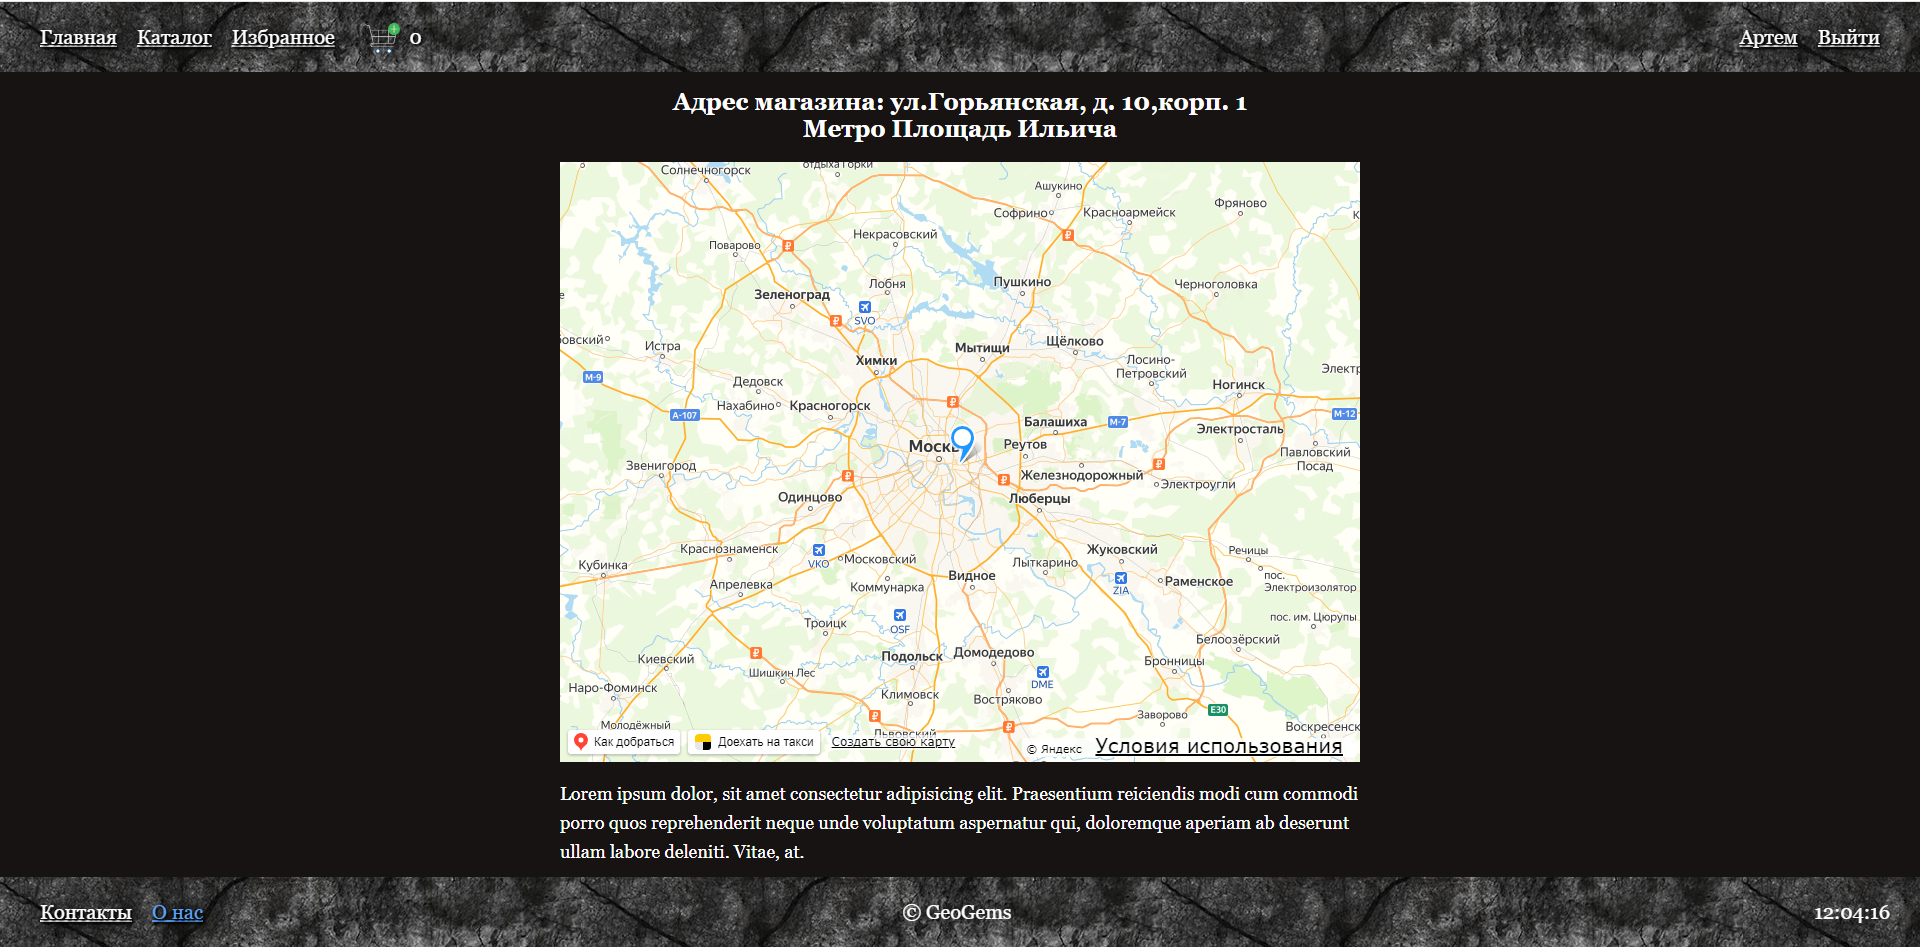 Главная Каталог Избранное 0 Артем Выйти
Адрес магазина: ул.Горьянская, д. 10,корп. 1
Метро Площадь Ильича
отдыха Горки
Солнечногорск
Ашукино
Фряново
Софрино
Красноармейск
Некрасовский
Поварово
Пушкино
Лобня
Черноголовка
Зеленоград
SVO
Щёлково
Истра
Мытищи
Химки
Лосино-
Петровский
М-9
Дедовск
Ногинск
Нахабино
Красногорск
А-107
М-12
Балашиха
М-7
Электросталь
Москв
Реутов
Павловский
Посад
Звенигород
Железнодорожный
Электроугли
Одинцово
Люберцы
Краснознаменск
Жуковский
Речицы
Московский
VKO
Кубинка
Лыткарино
Видное
пос.
Электроизолятор
Апрелевка
Коммунарка
Раменское
ZIA
пос. им. Цюрупы
Троицк
OSF
Белоозёрский
Киевский
Подольск
Домодедово
Бронницы
Шишкин Лес
DME
Наро-Фоминск
Климовск
Востряково
E30
Заворово
Молодёжный
Воскресенск
Львовский
Как добраться Доехать на такси Создать свою карту © Яндекс Условия использования
Lorem ipsum dolor, sit amet consectetur adipisicing elit. Praesentium reiciendis modi cum commodi
porro quos reprehenderit neque unde voluptatum aspernatur qui, doloremque aperiam ab deserunt
ullam labore deleniti. Vitae, at.
Контакты О нас © GeoGems 12:04:16